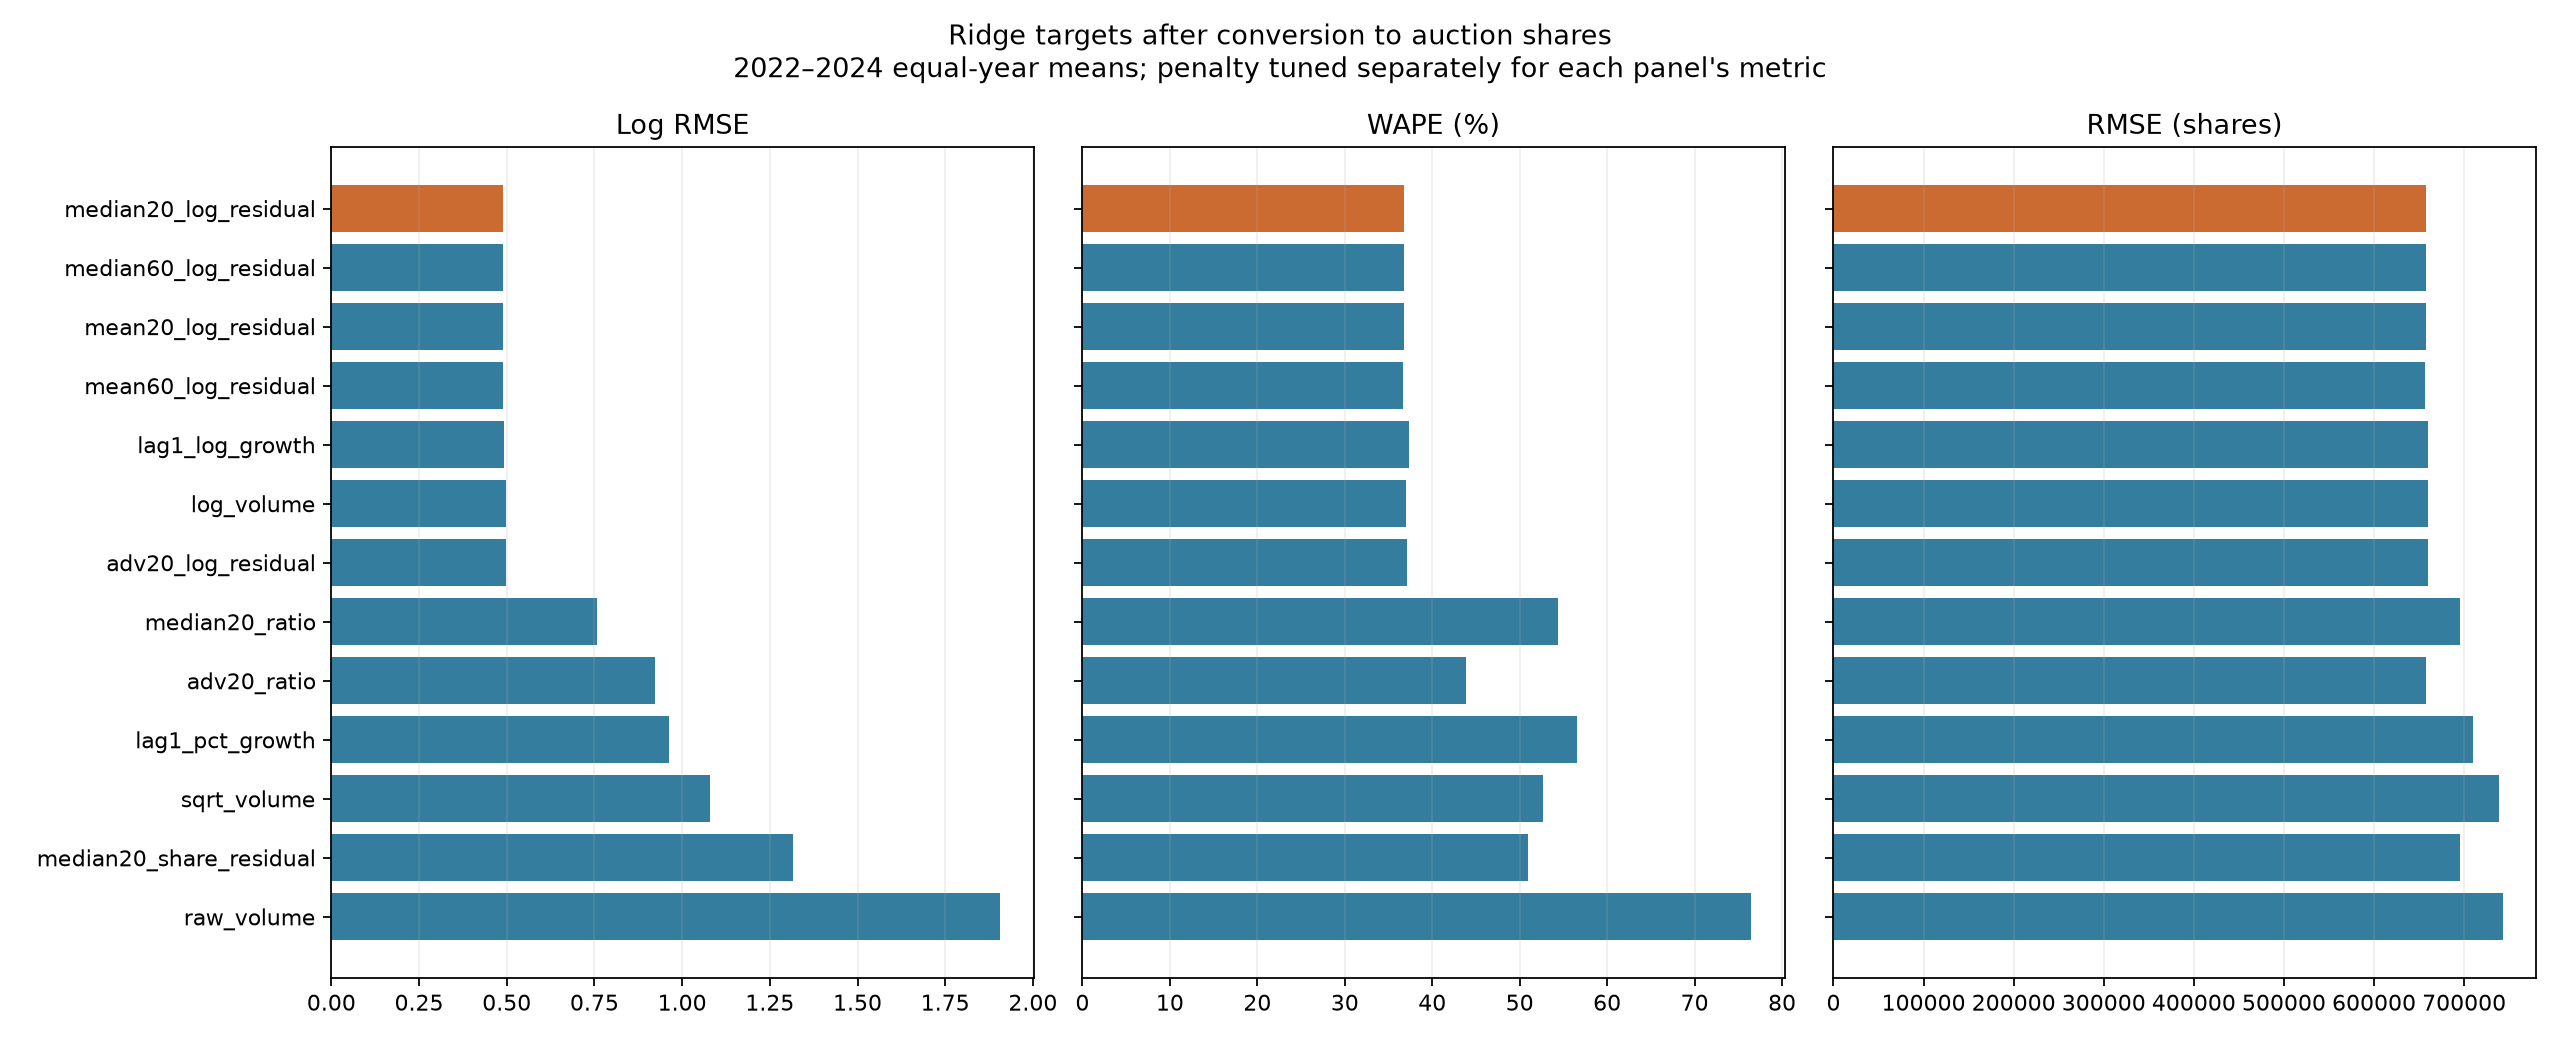 Ridge targets after conversion to auction shares
2022–2024 equal-year means; penalty tuned separately for each panel's metric
Log RMSE
WAPE (%)
RMSE (shares)
median20_log_residual
median60_log_residual
mean20_log_residual
mean60_log_residual
lag1_log_growth
log_volume
adv20_log_residual
median20_ratio
adv20_ratio
lag1_pct_growth
sqrt_volume
median20_share_residual
raw_volume
0.00 0.25 0.50 0.75 1.00 1.25 1.50 1.75 2.00
0 10 20 30 40 50 60 70 80
0 100000 200000 300000 400000 500000 600000 700000